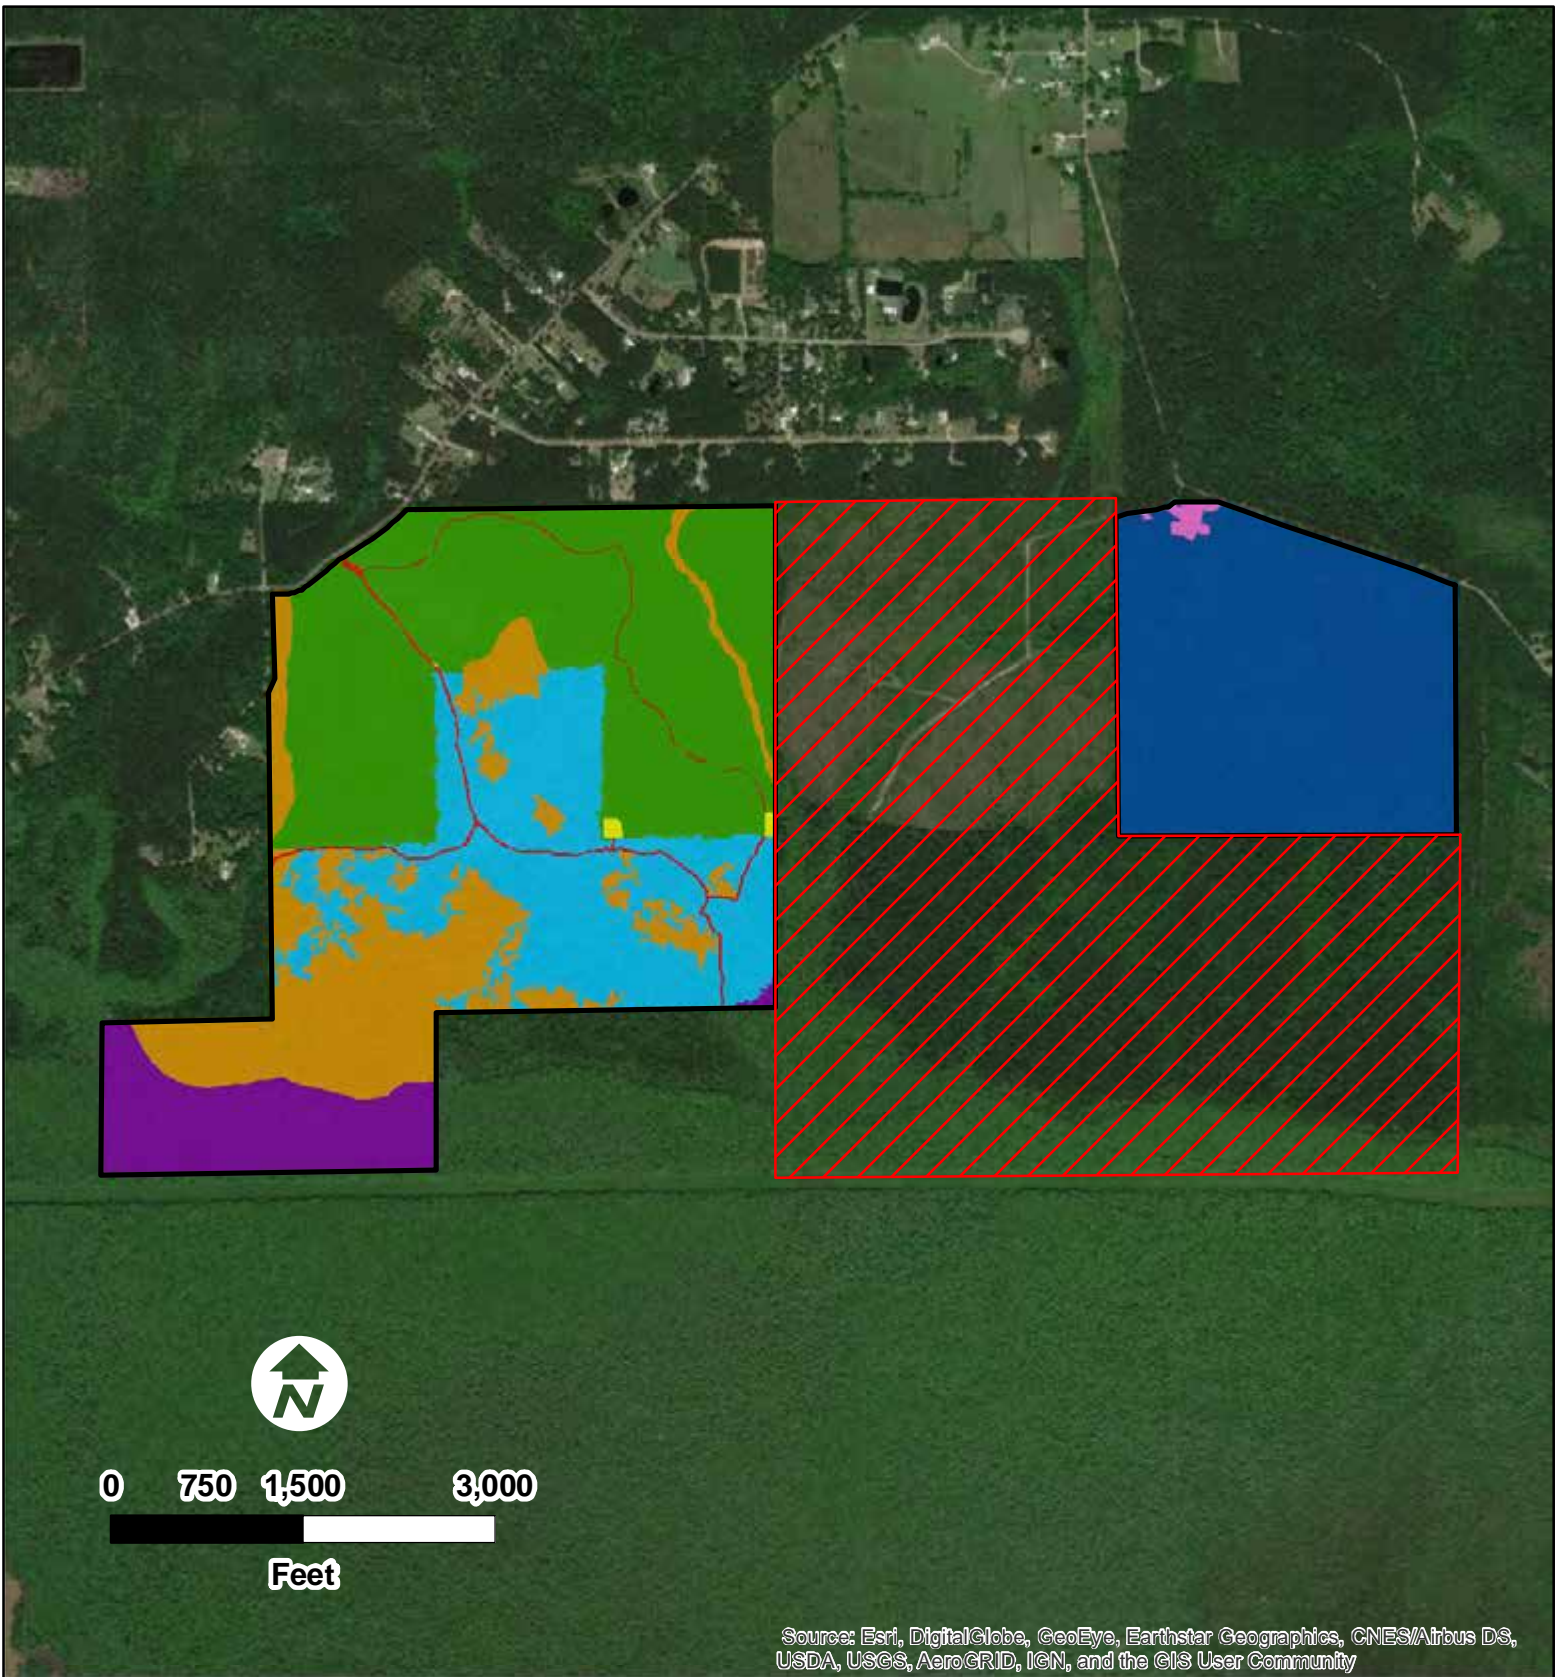 N
0 750 1,500 3,000
Feet
Source: Esri, DigitalGlobe, GeoEye, Earthstar Geographics, CNES/Airbus DS,
USDA, USGS, AeroGRID, IGN, and the GIS User Community